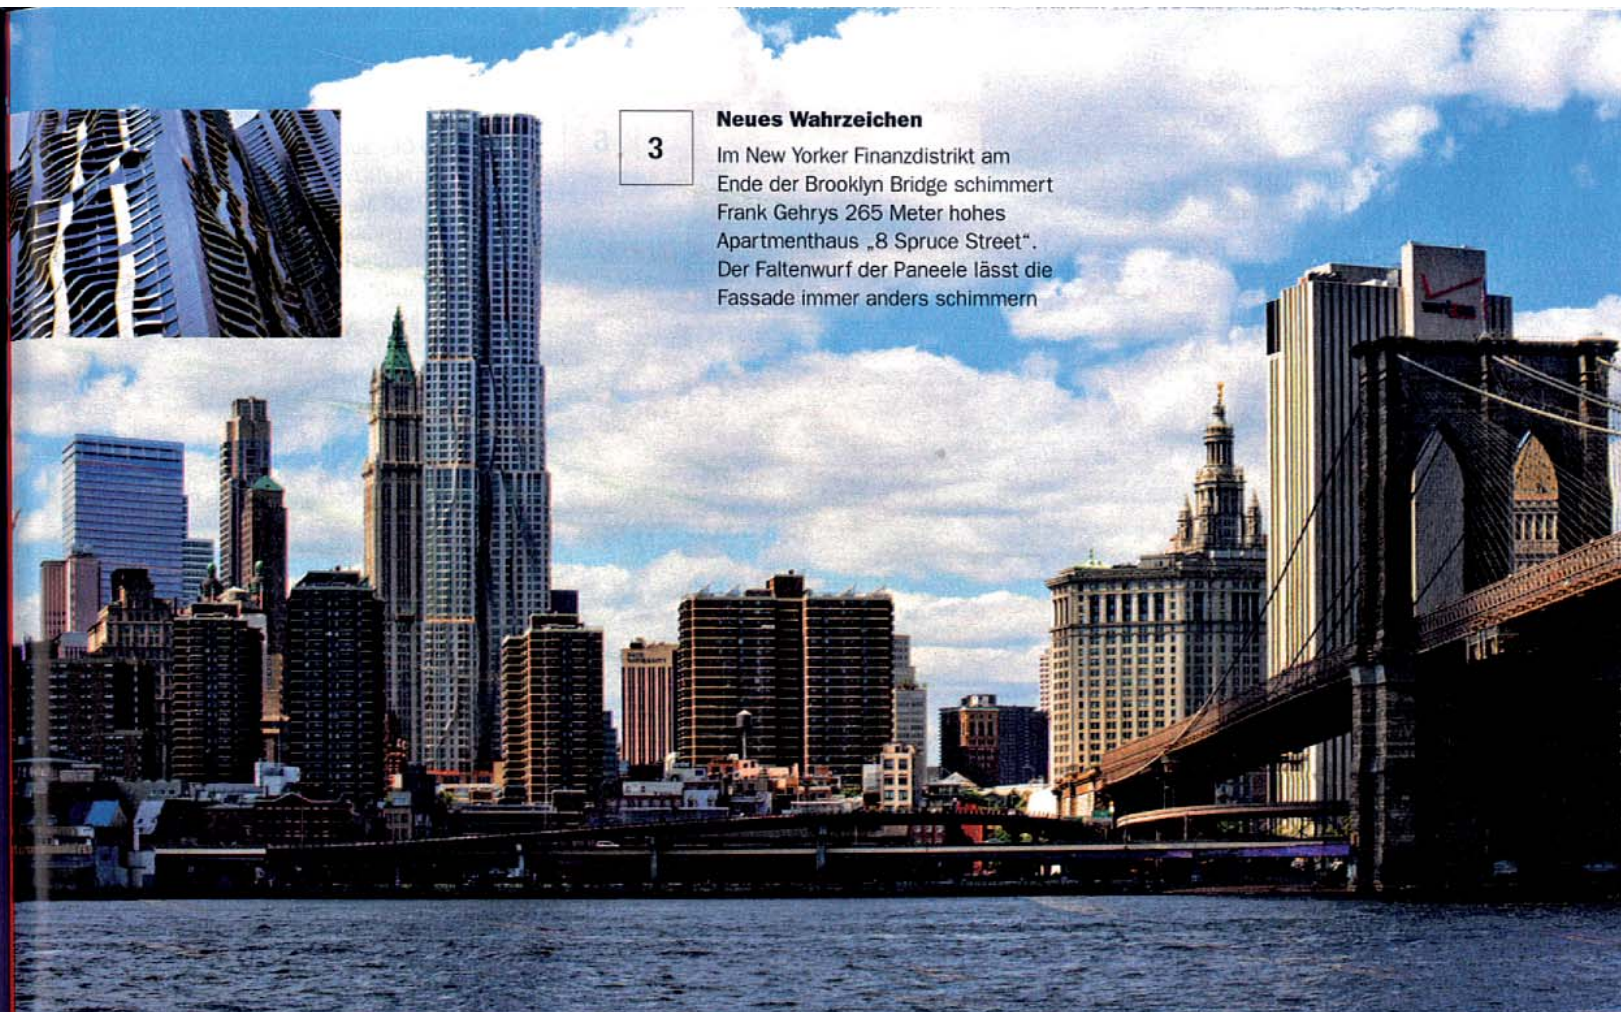 3
Neues Wahrzeichen
Im New Yorker Finanzdistrikt am
Ende der Brooklyn Bridge schimmert
Frank Gehrys 265 Meter hohes
Apartmenthaus „8 Spruce Street“.
Der Faltenwurf der Paneele lässt die
Fassade immer anders schimmern